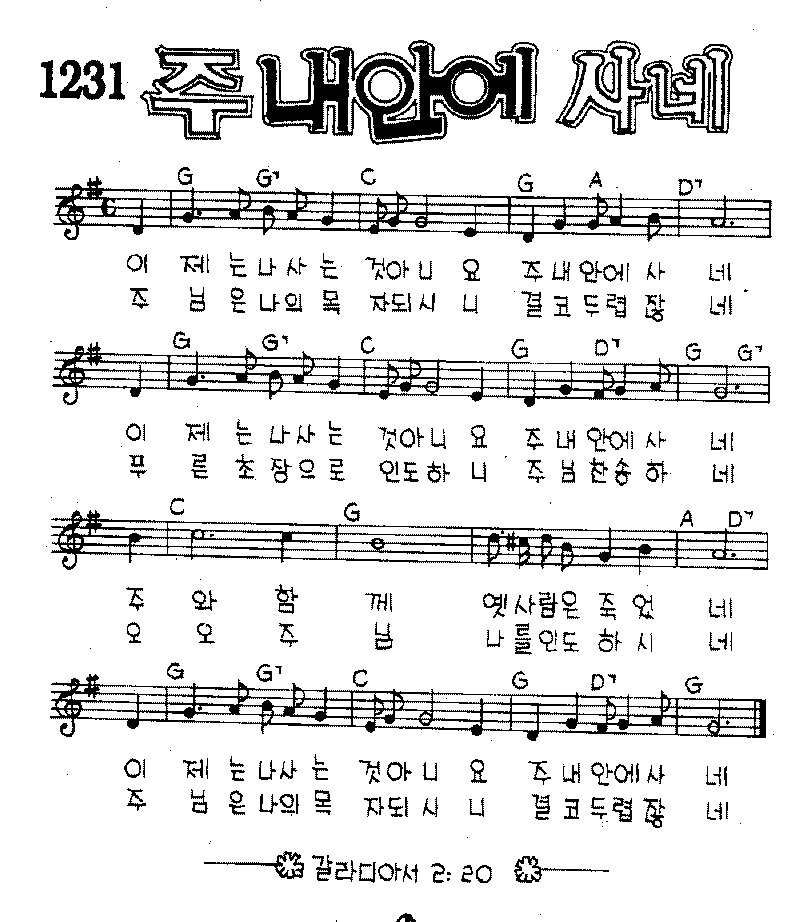 1231 주 내안에 사네
G G7 C G A D7
이 제 는 나 사 는 것아니 요 주 내 안에 사 네
주 님 은 나의 목 자되시 니 결 코 두 렵 잖 네
G G7 C G D7 G G7
이 제 는 나 사 는 것아니 요 주 내 안에 사 네
푸 른 초 장으로 인도하 니 주 님 찬송 하 네
C G A D7
주 와 함 께 옛 사람은 죽 었 네
오 오 주 님 나 를인도 하 시 네
G G7 C G D7 G
이 제 는 나사 는 것아 니 요 주 내 안에 사 네
주 님 은 나의 목 자되 시 니 결 코 두렵 잖 네
갈라디아서 2: 20